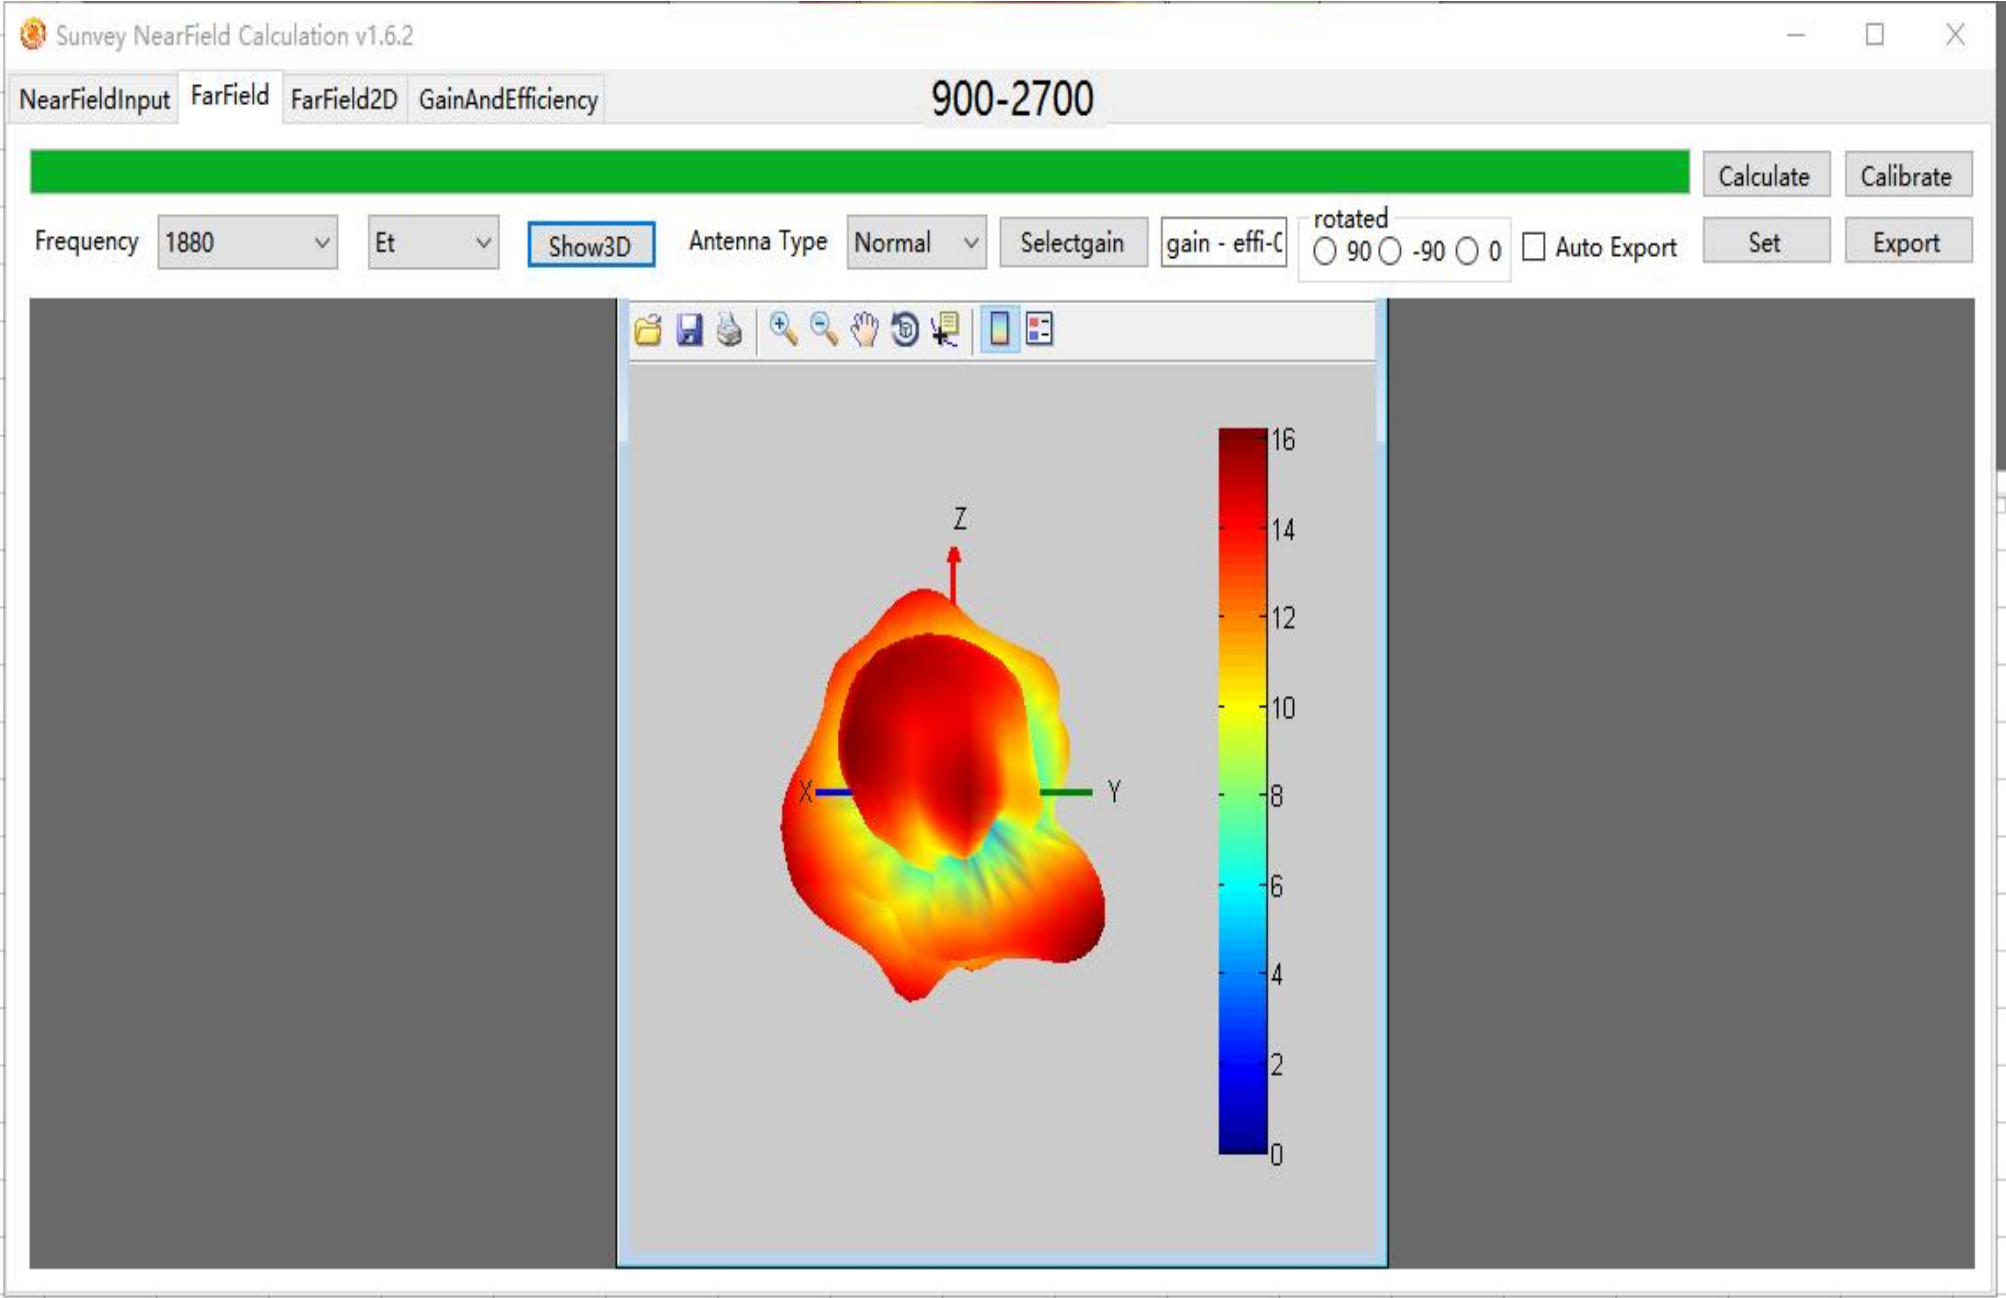 Sunvey NearField Calculation v1.6.2
NearFieldInput FarField FarField2D GainAndEfficiency 900-2700
Calculate Calibrate
Frequency 1880 Et Show3D Antenna Type Normal Selectgain gain - effi-C rotated 90 -90 0 Auto Export Set Export
16
Z
14
12
10
X Y
8
6
4
2
0